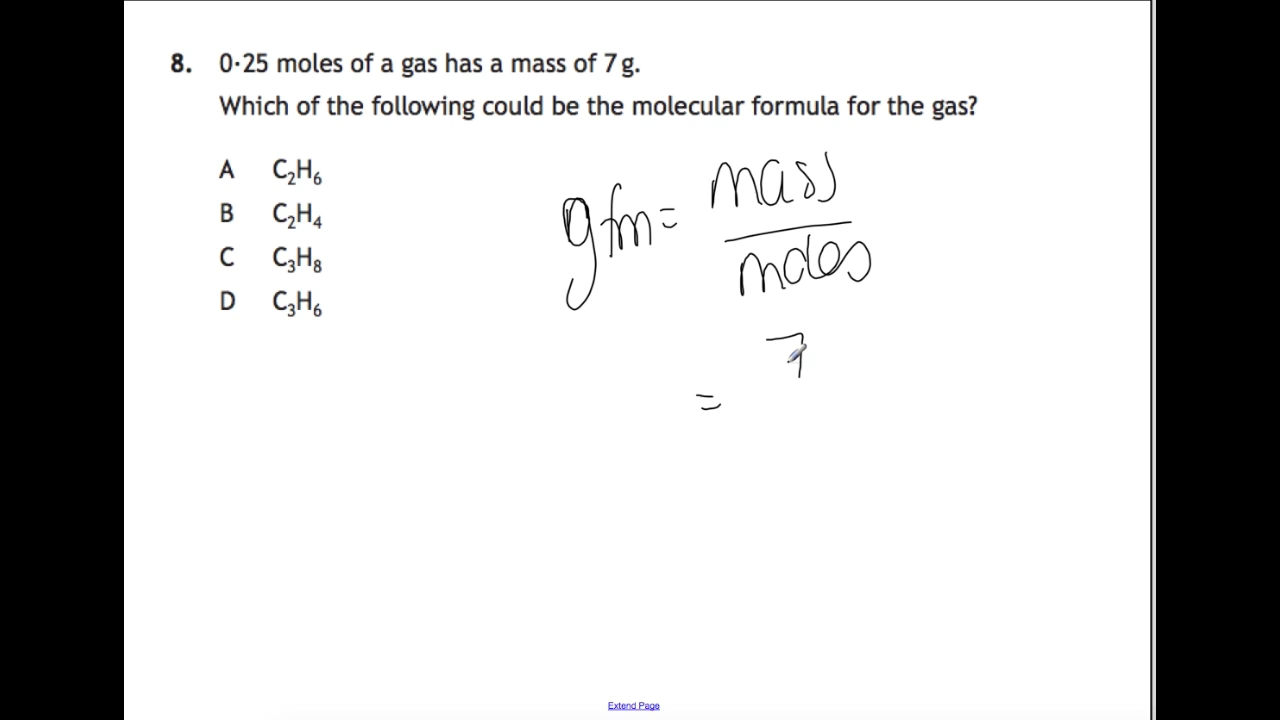 8. 0·25 moles of a gas has a mass of 7 g.
Which of the following could be the molecular formula for the gas?
A C₂H₆
B C₂H₄
C C₃H₈
D C₃H₆
gfm = mass
moles
= 7
Extend Page